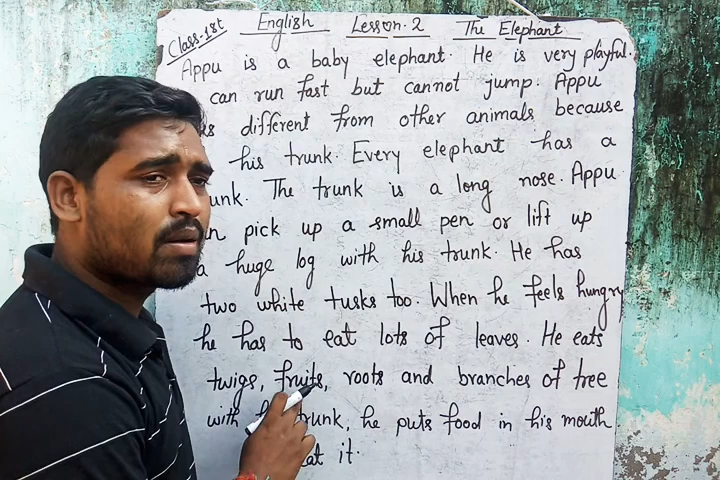 Class-1st English Lesson-2 The Elephant
Appu is a baby elephant. He is very playful.
can run fast but cannot jump. Appu
different from other animals because
his trunk. Every elephant has a
The trunk is a long nose. Appu
pick up a small pen or lift up
a huge log with his trunk. He has
two white tusks too. When he feels hungry
he has to eat lots of leaves. He eats
twigs, fruits, roots and branches of tree
with trunk, he puts food in his mouth
eat it.